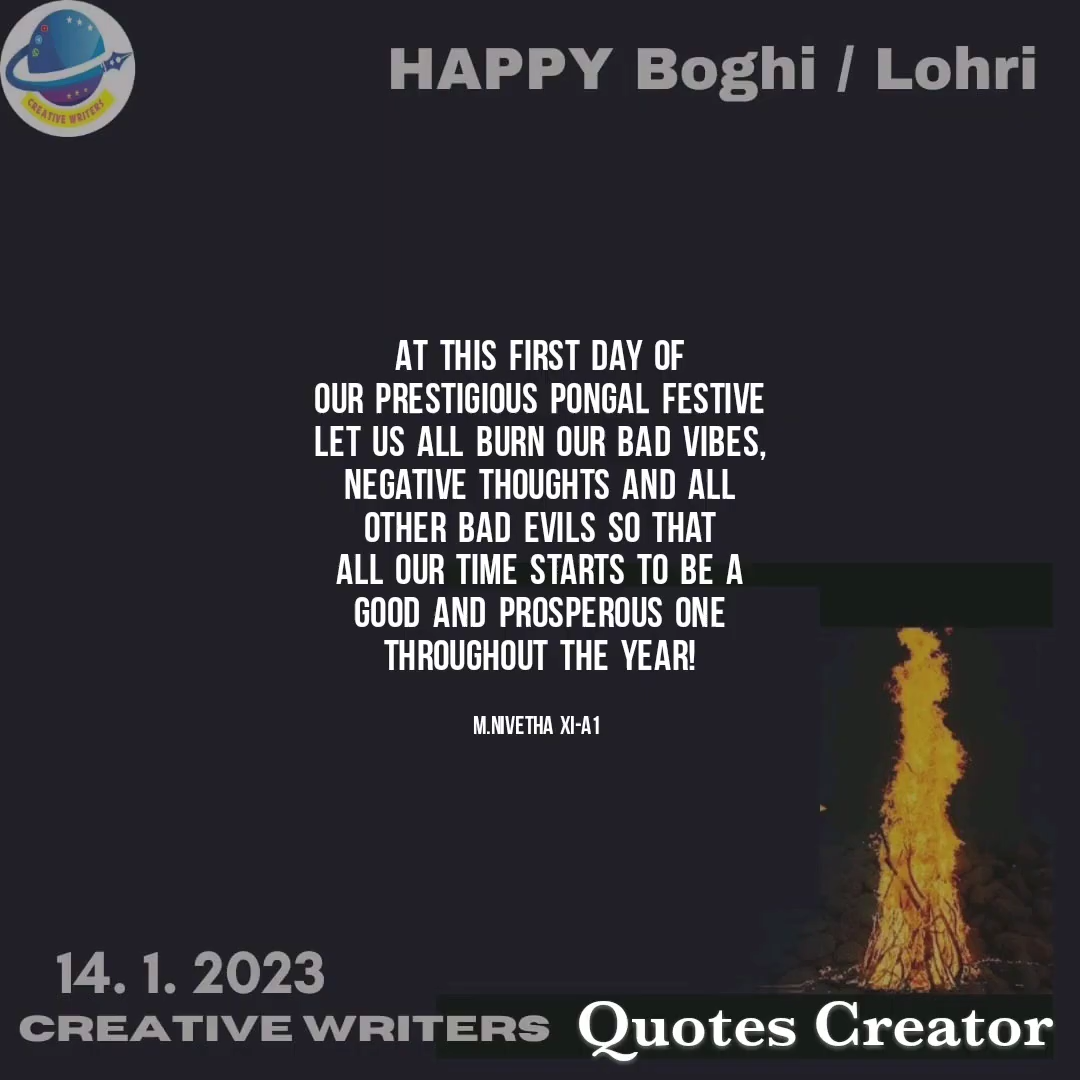 CREATIVE WRITERS
HAPPY Boghi / Lohri
AT THIS FIRST DAY OF
OUR PRESTIGIOUS PONGAL FESTIVE
LET US ALL BURN OUR BAD VIBES,
NEGATIVE THOUGHTS AND ALL
OTHER BAD EVILS SO THAT
ALL OUR TIME STARTS TO BE A
GOOD AND PROSPEROUS ONE
THROUGHOUT THE YEAR!
M.NIVETHA XI-A1
14. 1. 2023
CREATIVE WRITERS
Quotes Creator